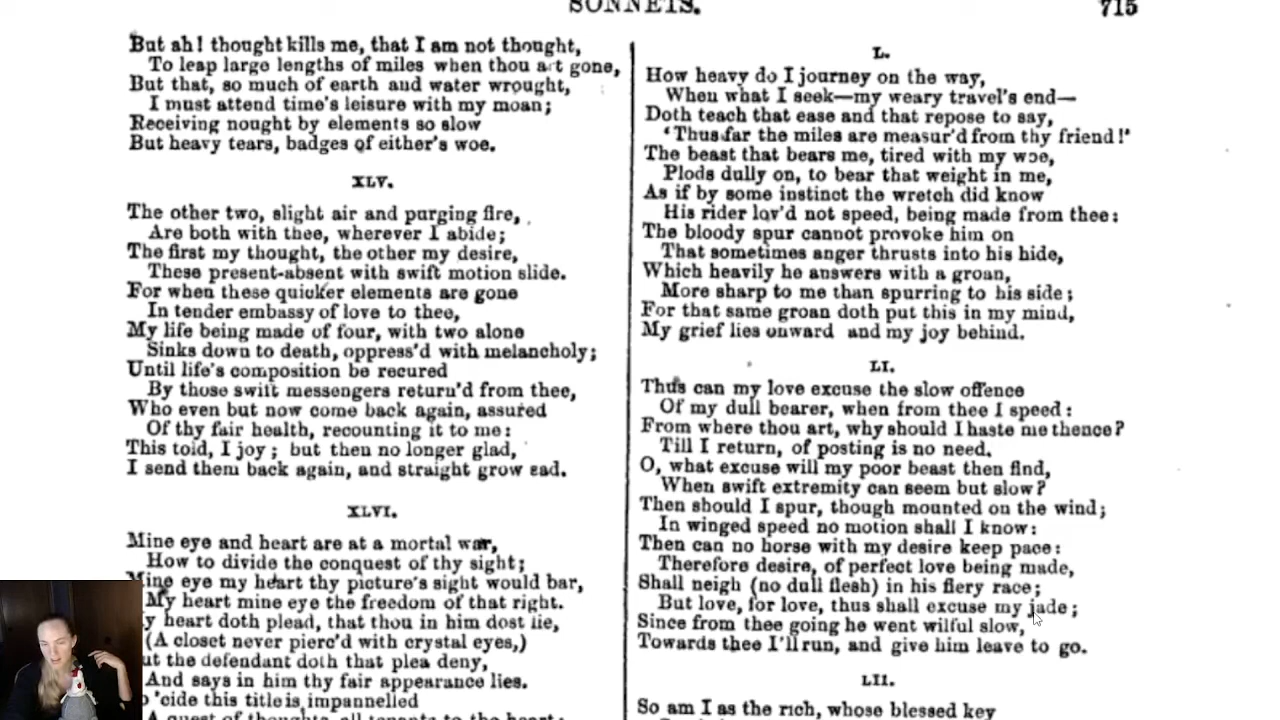 SONNETS.
715
But ah! thought kills me, that I am not thought,
To leap large lengths of miles when thou art gone,
But that, so much of earth and water wrought,
I must attend time's leisure with my moan;
Receiving nought by elements so slow
But heavy tears, badges of either's woe.
XLV.
The other two, slight air and purging fire,
Are both with thee, wherever I abide;
The first my thought, the other my desire,
These present-absent with swift motion slide.
For when these quicker elements are gone
In tender embassy of love to thee,
My life being made of four, with two alone
Sinks down to death, oppress'd with melancholy;
Until life's composition be recured
By those swift messengers return'd from thee,
Who even but now come back again, assured
Of thy fair health, recounting it to me:
This told, I joy; but then no longer glad,
I send them back again, and straight grow sad.
XLVI.
Mine eye and heart are at a mortal war,
How to divide the conquest of thy sight;
Mine eye my heart thy picture's sight would bar,
My heart mine eye the freedom of that right.
heart doth plead, that thou in him dost lie,
(A closet never pierc'd with crystal eyes,)
the defendant doth that plea deny,
And says in him thy fair appearance lies.
'cide this title is impannelled
A quest of thoughts, all tenants to the heart;
L.
How heavy do I journey on the way,
When what I seek—my weary travel's end—
Doth teach that ease and that repose to say,
'Thus far the miles are measur'd from thy friend!'
The beast that bears me, tired with my woe,
Plods dully on, to bear that weight in me,
As if by some instinct the wretch did know
His rider lov'd not speed, being made from thee:
The bloody spur cannot provoke him on
That sometimes anger thrusts into his hide,
Which heavily he answers with a groan,
More sharp to me than spurring to his side;
For that same groan doth put this in my mind,
My grief lies onward and my joy behind.
LI.
Thus can my love excuse the slow offence
Of my dull bearer, when from thee I speed:
From where thou art, why should I haste me thence?
Till I return, of posting is no need.
O, what excuse will my poor beast then find,
When swift extremity can seem but slow?
Then should I spur, though mounted on the wind;
In winged speed no motion shall I know:
Then can no horse with my desire keep pace:
Therefore desire, of perfect love being made,
Shall neigh (no dull flesh) in his fiery race;
But love, for love, thus shall excuse my jade;
Since from thee going he went wilful slow,
Towards thee I'll run, and give him leave to go.
LII.
So am I as the rich, whose blessed key